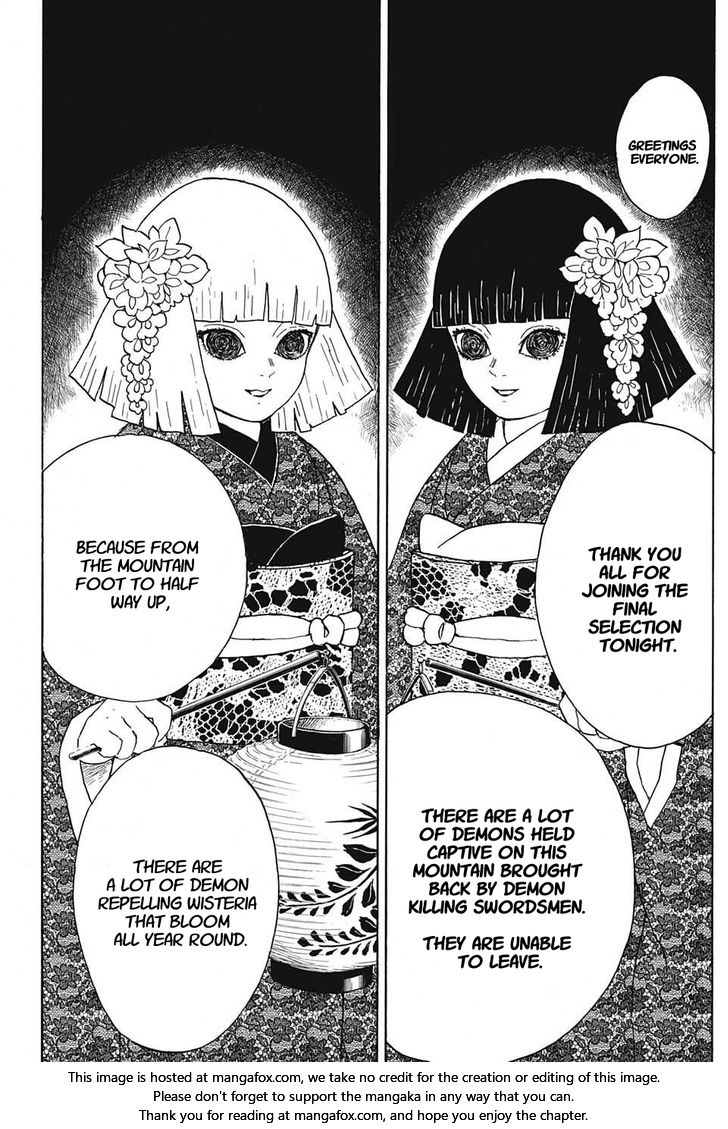 GREETINGS
EVERYONE.
THANK YOU
ALL FOR
JOINING THE
FINAL
SELECTION
TONIGHT.
THERE ARE A LOT
OF DEMONS HELD
CAPTIVE ON THIS
MOUNTAIN BROUGHT
BACK BY DEMON
KILLING SWORDSMEN.
THEY ARE UNABLE
TO LEAVE.
BECAUSE FROM
THE MOUNTAIN
FOOT TO HALF
WAY UP,
THERE ARE
A LOT OF DEMON
REPELLING WISTERIA
THAT BLOOM
ALL YEAR ROUND.
This image is hosted at mangafox.com, we take no credit for the creation or editing of this image.
Please don't forget to support the mangaka in any way that you can.
Thank you for reading at mangafox.com, and hope you enjoy the chapter.